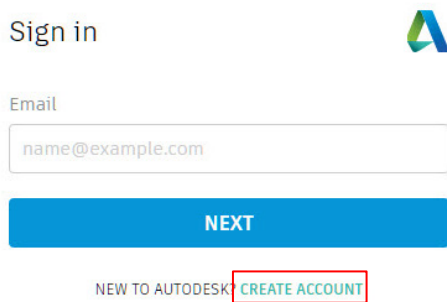 Sign in
Email
name@example.com
NEXT
NEW TO AUTODESK? CREATE ACCOUNT